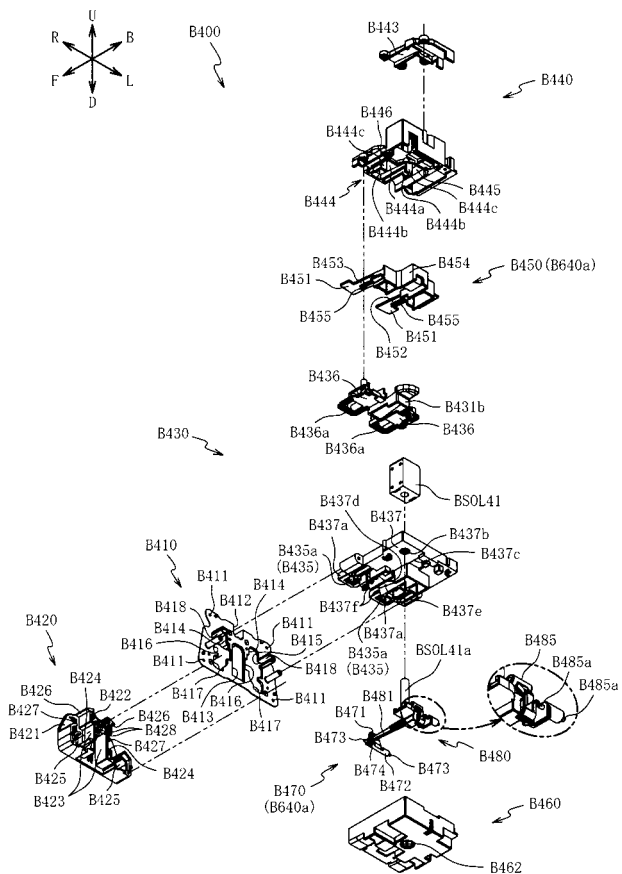 U
R
B
F
L
D
B400
B443
B440
B446
B444c
B445
B444c
B444
B444a
B444b
B444b
B454
B453
B450(B640a)
B451
B455
B455
B451
B452
B436
B431b
B436a
B436
B436a
B430
BSOL41
B437d
B437
B437a
B437b
B437c
B435a
(B435)
B437f
B437e
B437a
B435a
(B435)
B410
B411
B412
B414
B418
B411
B414
B415
B416
B418
B411
B411
B417
B416
B413
B417
B420
B424
B426
B422
B427
B426
B421
B428
B427
B424
B425
B423
B425
BSOL41a
B485
B485a
B485a
B481
B471
B473
B480
B473
B474
B472
B470
(B640a)
B460
B462